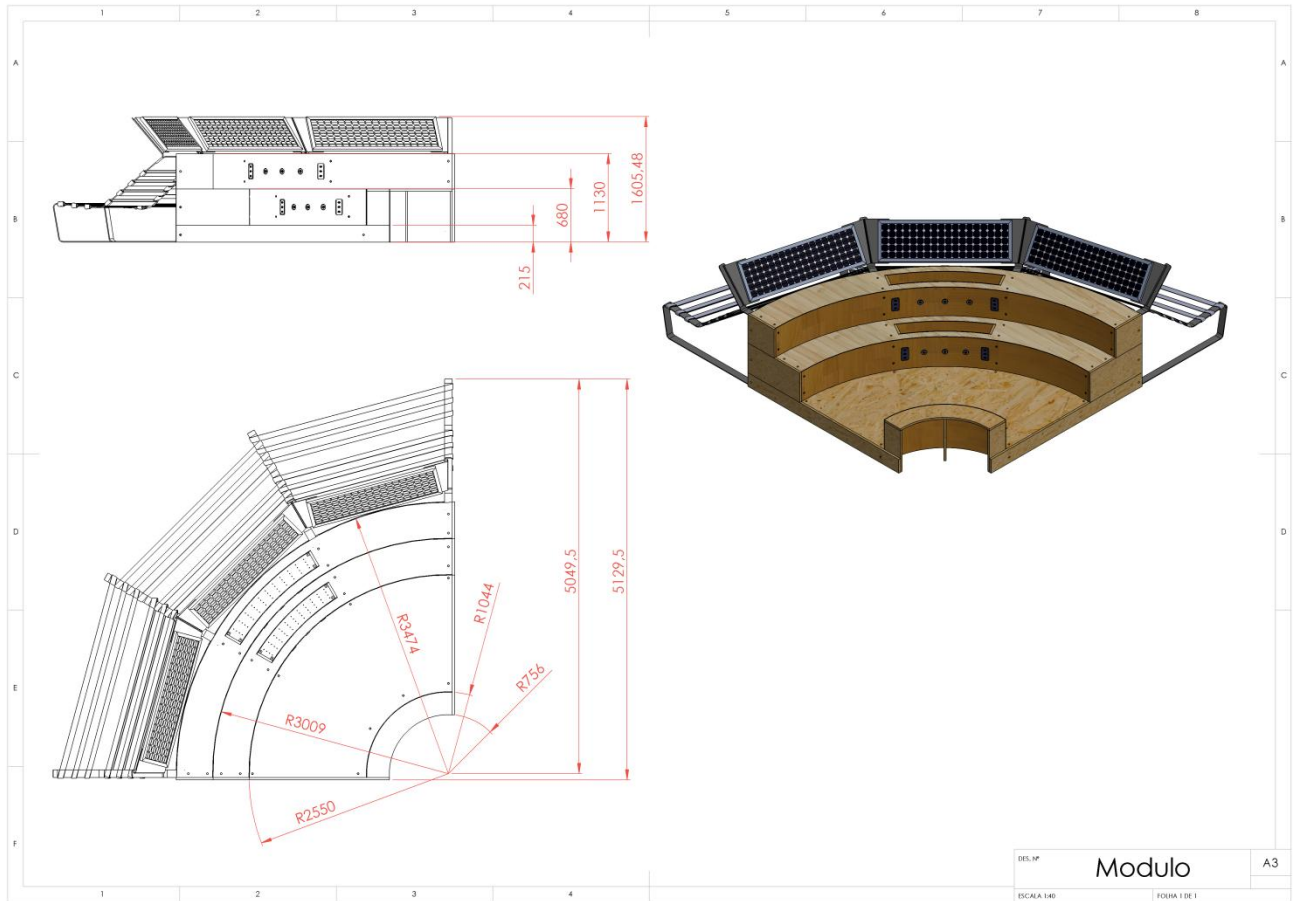 1 2 3 4 5 6 7 8
A A
1605.48
1130
680
215
B B
C C
5049,5
5129,5
R1044
R3474
R756
R3009
R2550
D D
E
F
DES. Nº
Modulo
A3
ESCALA 1:40
FOLHA 1 DE 1
1 2 3 4